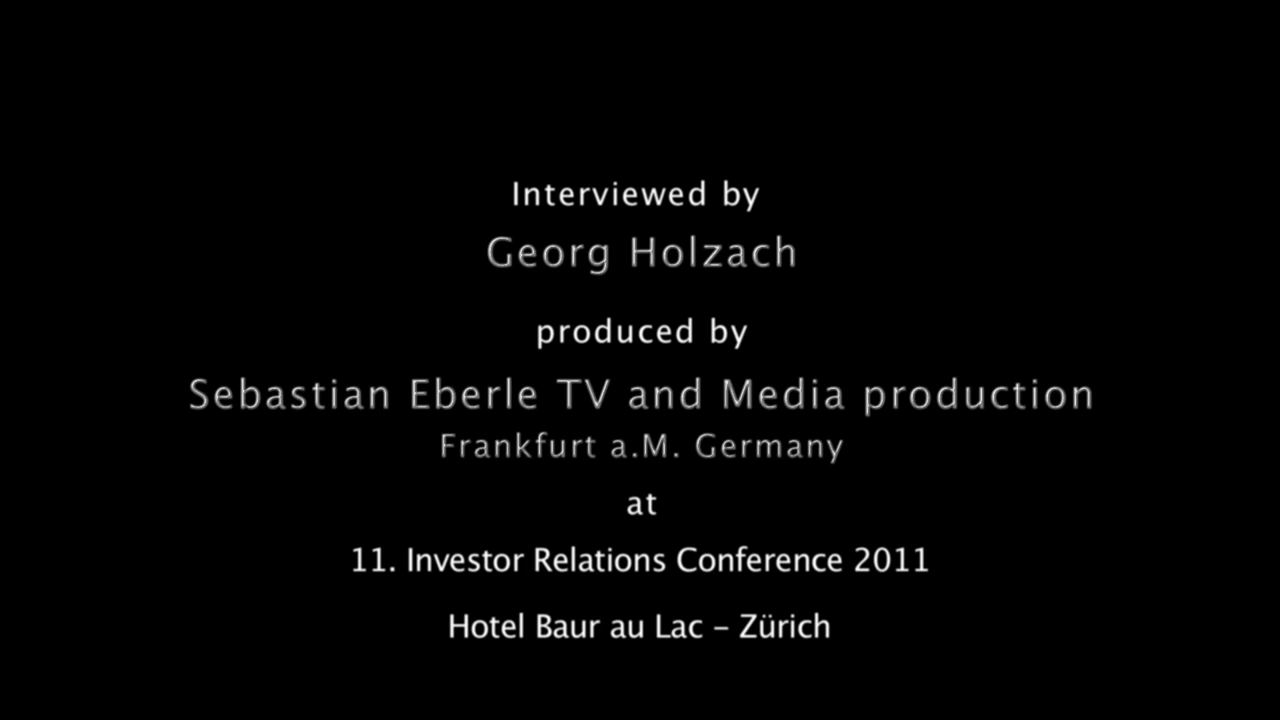 Interviewed by
Georg Holzach
produced by
Sebastian Eberle TV and Media production
Frankfurt a.M. Germany
at
11. Investor Relations Conference 2011
Hotel Baur au Lac – Zürich